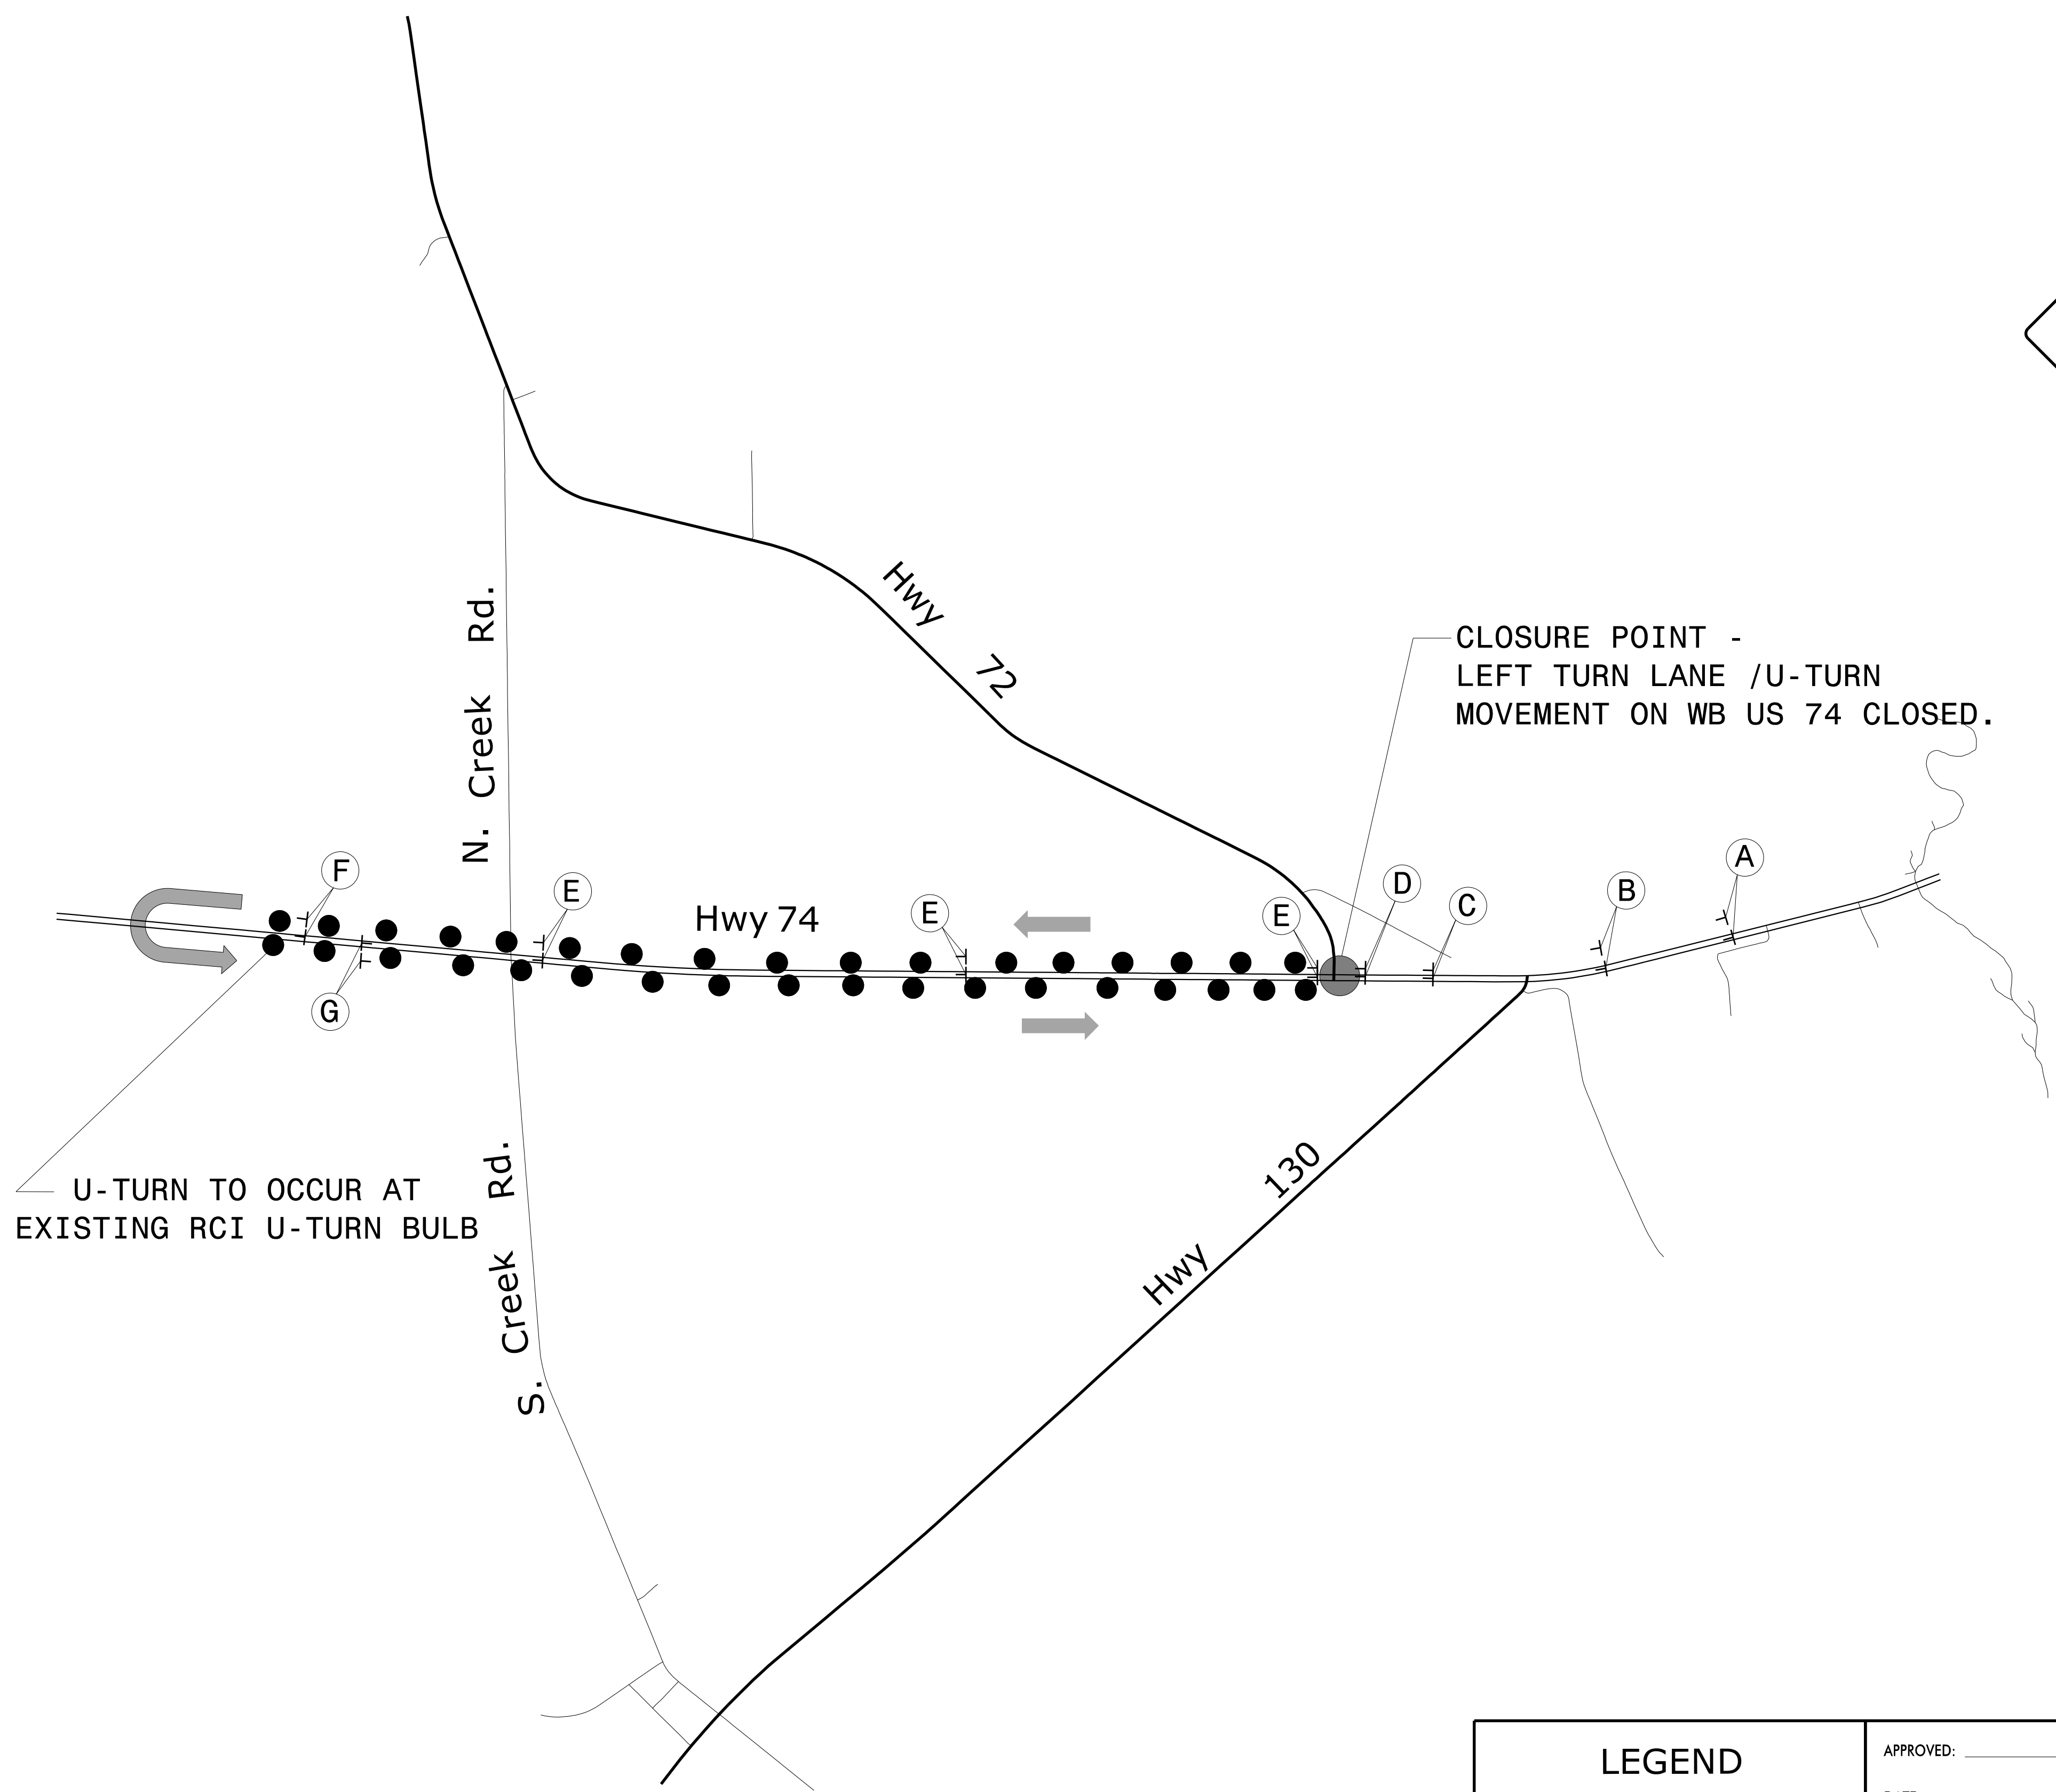 Hwy 72
N. Creek Rd.
CLOSURE POINT -
LEFT TURN LANE /U-TURN
MOVEMENT ON WB US 74 CLOSED.
F
E
Hwy 74
E
E
D
C
B
A
G
U-TURN TO OCCUR AT
EXISTING RCI U-TURN BULB
S. Creek Rd.
Hwy 130
LEGEND
APPROVED: